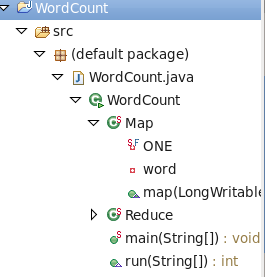 WordCount
src
(default package)
WordCount.java
WordCount
Map
ONE
word
map(LongWritable
Reduce
main(String[]) : void
run(String[]) : int